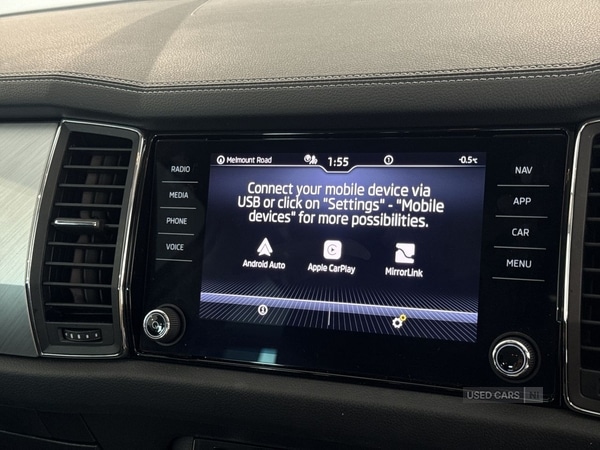 RADIO
MEDIA
PHONE
VOICE
Melmount Road
1:55
1
-0.5°C
Connect your mobile device via
USB or click on "Settings" - "Mobile
devices" for more possibilities.
Android Auto
Apple CarPlay
MirrorLink
NAV
APP
CAR
MENU
USED CARS NI